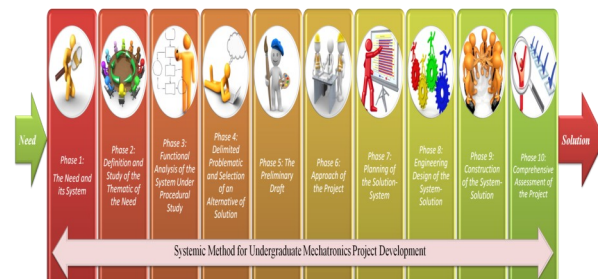 Need
Phase 1:
The Need and
its System
Phase 2:
Definition and
Study of the
Thematic of
the Need
Phase 3:
Functional
Analysis of the
System Under
Procedural
Study
Phase 4:
Delimited
Problematic
and Selection
of an
Alternative of
Solution
Phase 5: The
Preliminary
Draft
Phase 6:
Approach of
the Project
Phase 7:
Planning of
the Solution-
System
Phase 8:
Engineering
Design of the
System-
Solution
Phase 9:
Construction
of the System-
Solution
Phase 10:
Comprehensive
Assessment of
the Project
Solution
Systemic Method for Undergraduate Mechatronics Project Development